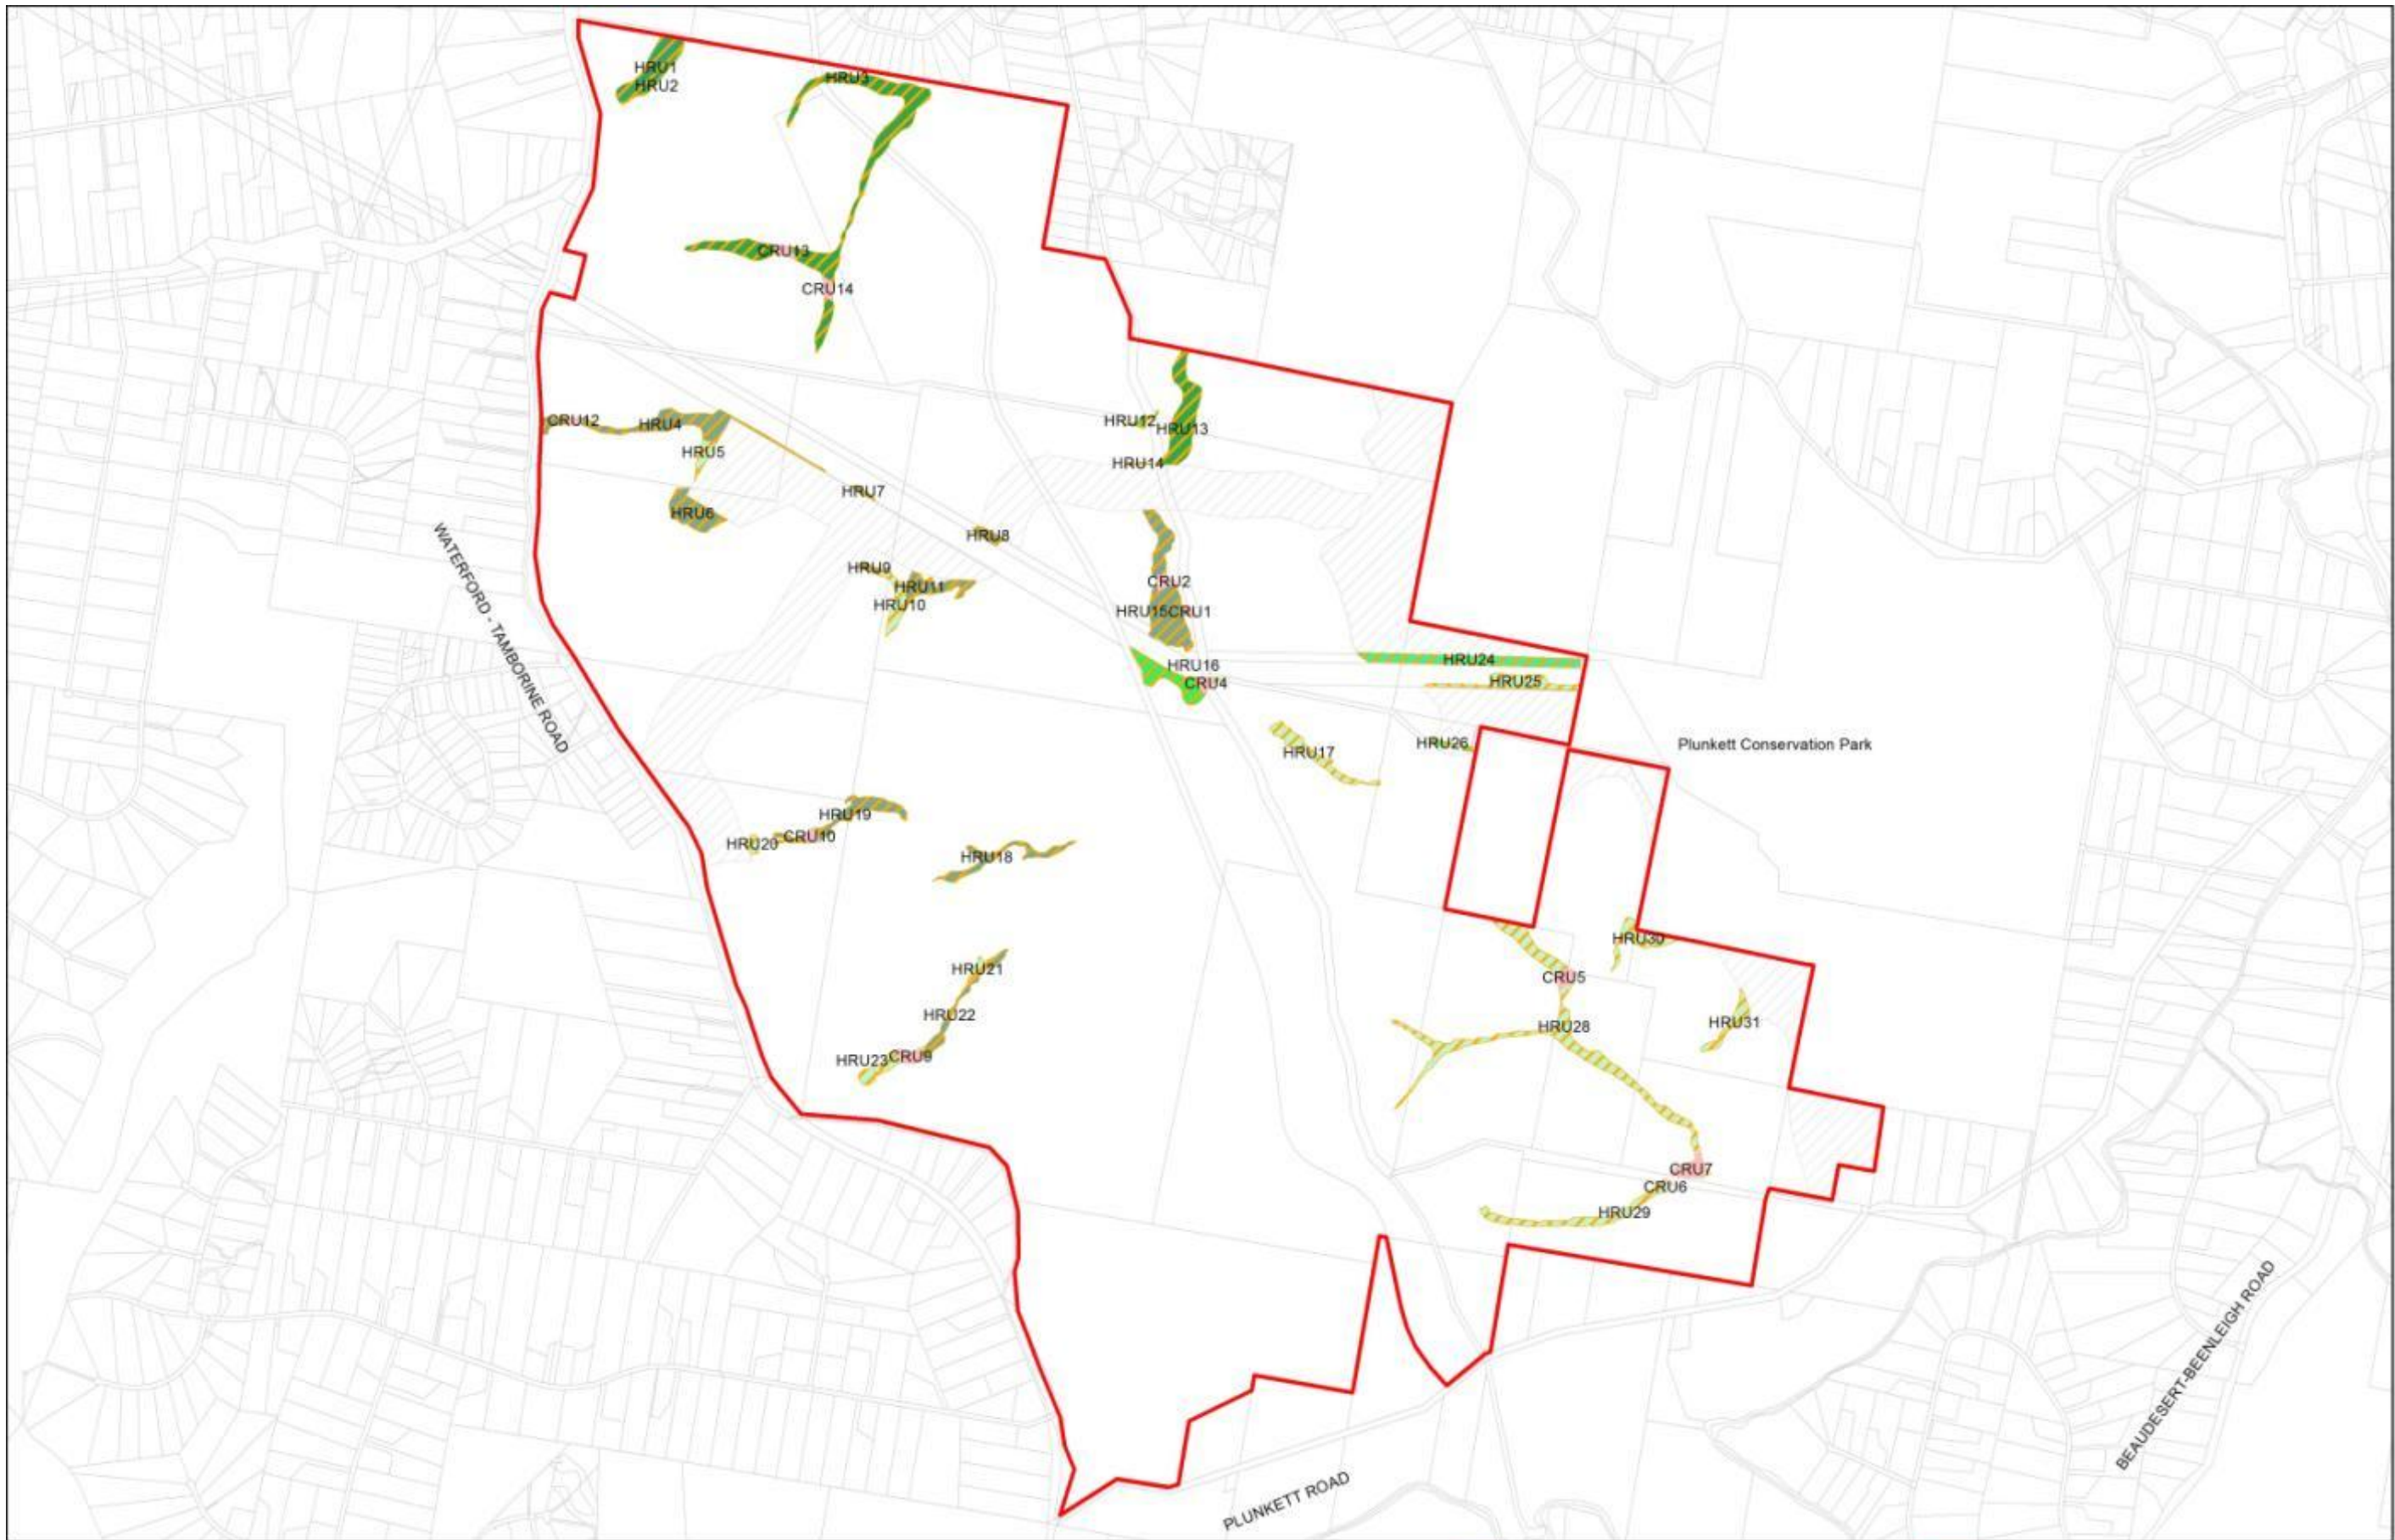 HRU1
HRU2
HRU3
CRU13
CRU14
CRU12
HRU4
HRU5
HRU6
HRU7
HRU8
HRU9
HRU11
HRU10
HRU12
HRU13
HRU14
CRU2
HRU15CRU1
HRU16
CRU4
HRU24
HRU25
HRU26
HRU17
Plunkett Conservation Park
WATERFORD - TAMBORINE ROAD
HRU19
CRU10
HRU20
HRU18
HRU21
HRU22
HRU23CRU9
HRU30
CRU5
HRU28
HRU31
CRU7
CRU6
HRU29
BEAUDESERT-BEENLEIGH ROAD
PLUNKETT ROAD